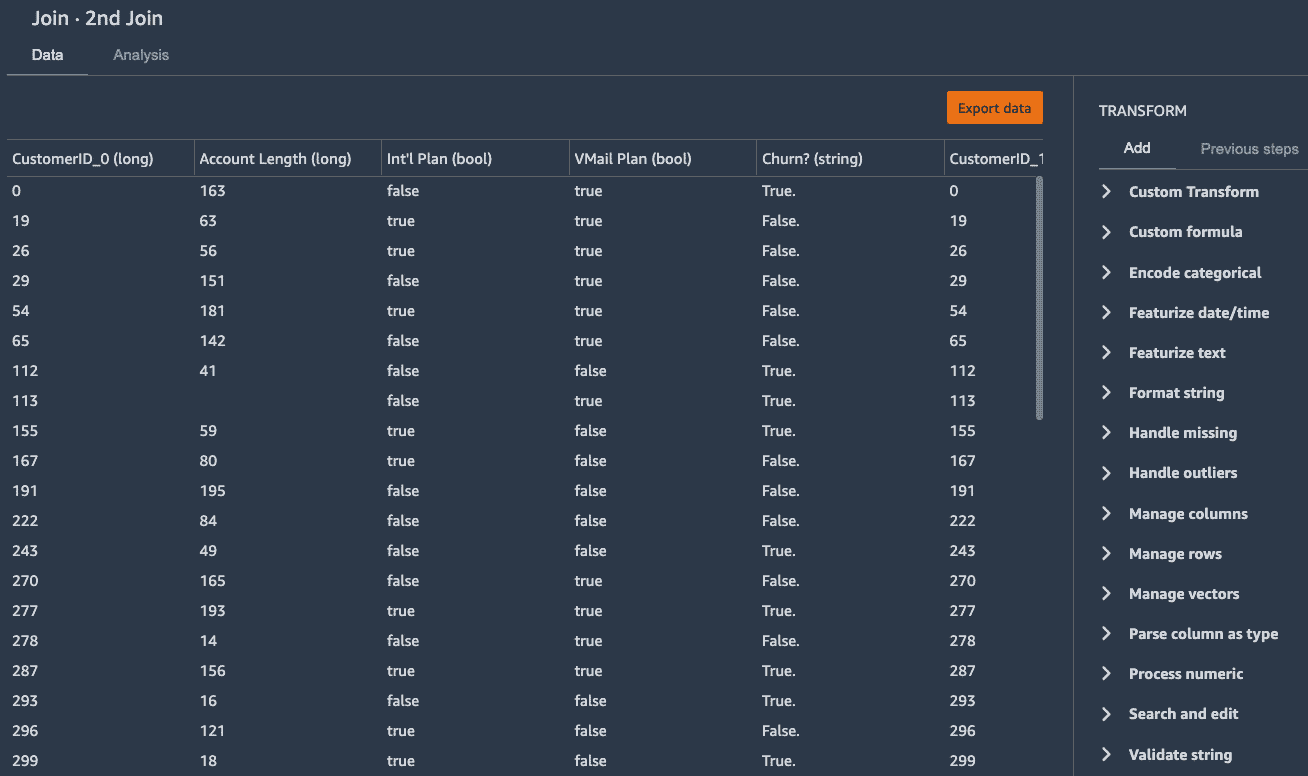 Join · 2nd Join
Data Analysis
Export data
CustomerID_0 (long) Account Length (long) Int'l Plan (bool) VMail Plan (bool) Churn? (string) CustomerID_1
0 163 false true True. 0
19 63 true true False. 19
26 56 true true False. 26
29 151 false true False. 29
54 181 true true False. 54
65 142 false true False. 65
112 41 false false True. 112
113 false true True. 113
155 59 true false True. 155
167 80 true false False. 167
191 195 false false False. 191
222 84 false false False. 222
243 49 false false True. 243
270 165 false true False. 270
277 193 true true True. 277
278 14 false true False. 278
287 156 true true True. 287
293 16 false false True. 293
296 121 true false False. 296
299 18 true false True. 299
TRANSFORM
Add Previous steps
Custom Transform
Custom formula
Encode categorical
Featurize date/time
Featurize text
Format string
Handle missing
Handle outliers
Manage columns
Manage rows
Manage vectors
Parse column as type
Process numeric
Search and edit
Validate string